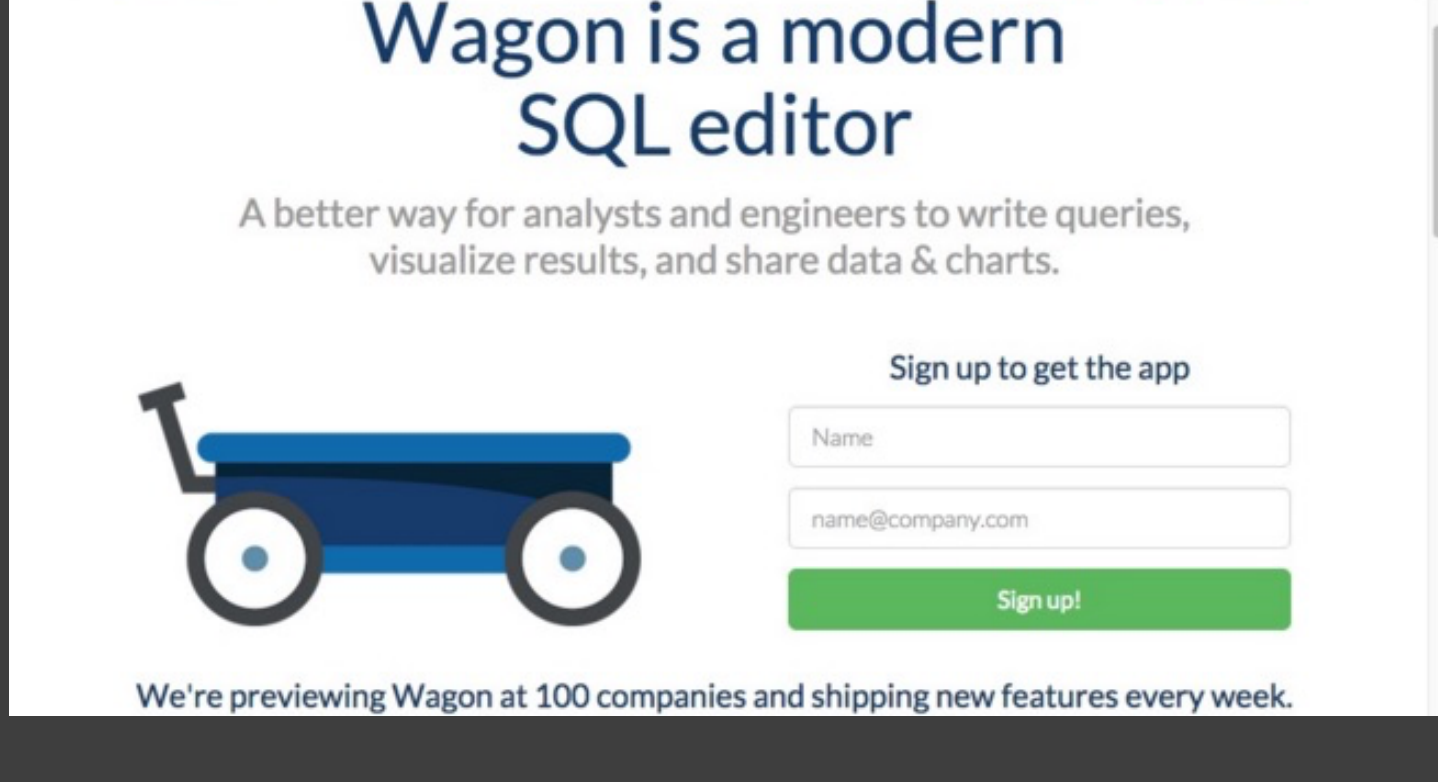 Wagon is a modern
SQL editor
A better way for analysts and engineers to write queries,
visualize results, and share data & charts.
Sign up to get the app
Name
name@company.com
Sign up!
We're previewing Wagon at 100 companies and shipping new features every week.